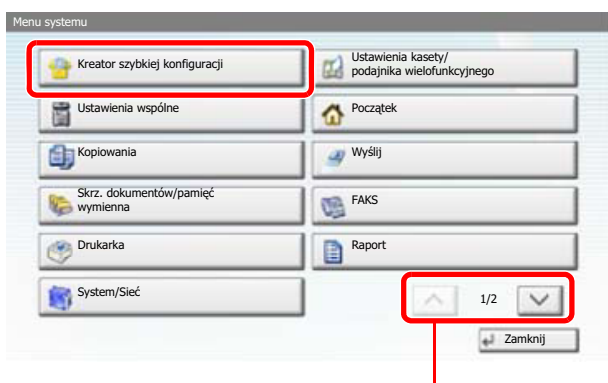 Menu systemu
Kreator szybkiej konfiguracji
Ustawienia kasety/
podajnika wielofunkcyjnego
Ustawienia wspólne
Początek
Kopiowania
Wyślij
Skrz. dokumentów/pamięć
wymienna
FAKS
Drukarka
Raport
System/Sieć
1/2
Zamknij